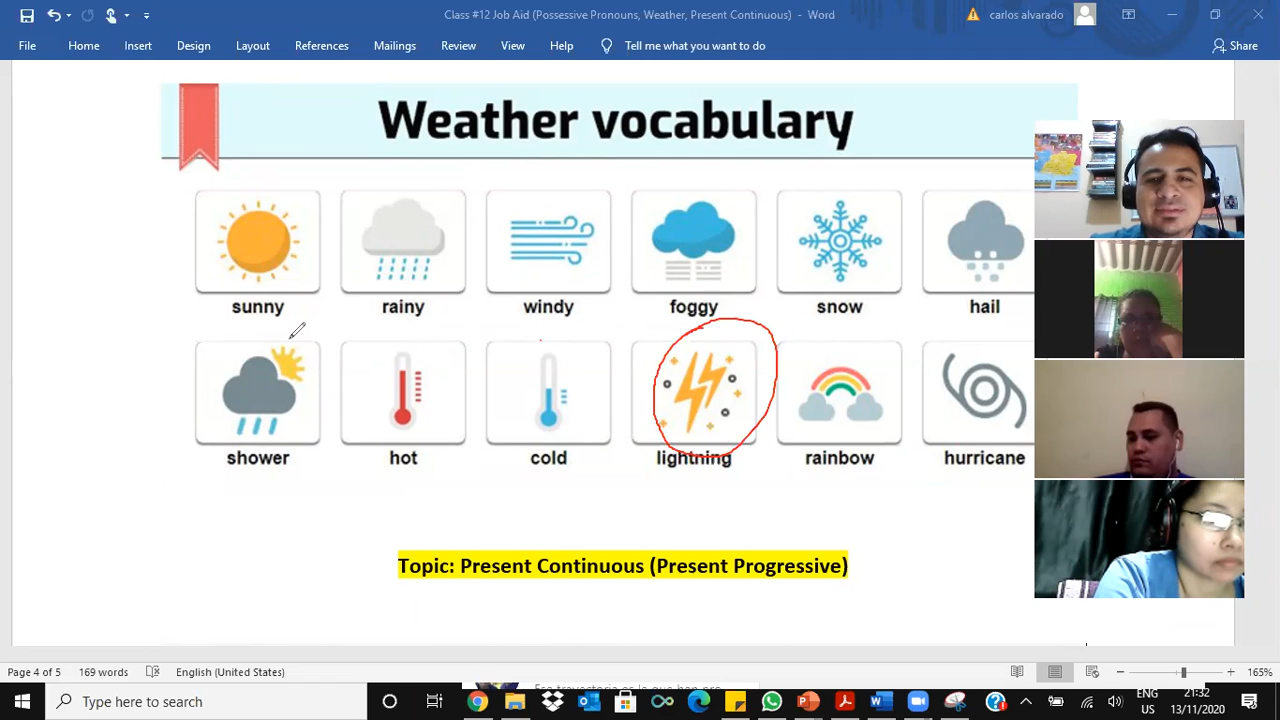 Class #12 Job Aid (Possessive Pronouns, Weather, Present Continuous) - Word
carlos alvarado
File Home Insert Design Layout References Mailings Review View Help Tell me what you want to do Share
Weather vocabulary
sunny rainy windy foggy snow hail
shower hot cold lightning rainbow hurricane
Topic: Present Continuous (Present Progressive)
Page 4 of 5 169 words English (United States) 165%
Type here to search
ENG 21:32
US 13/11/2020